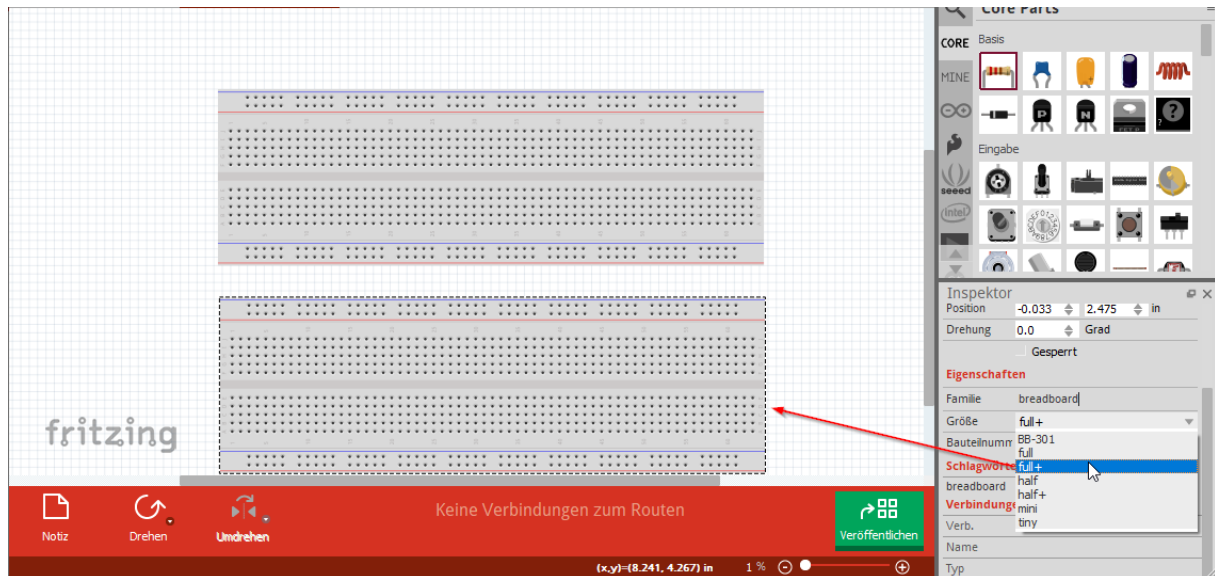 Core Parts
CORE
Basis
MINE
P
N
?
?
Eingabe
seeed
intel
fritzing
Inspektor
Position -0.033 2.475 in
Drehung 0.0 Grad
Gesperrt
Eigenschaften
Familie breadboard
Größe full+
Bauteilnumm
BB-301
full
Schlagworte
full+
half
breadboard
half+
Verbindunge
mini
tiny
Verb.
Name
Typ
Notiz
Drehen
Umdrehen
Keine Verbindungen zum Routen
Veröffentlichen
(x,y)=(8.241, 4.267) in 1 %